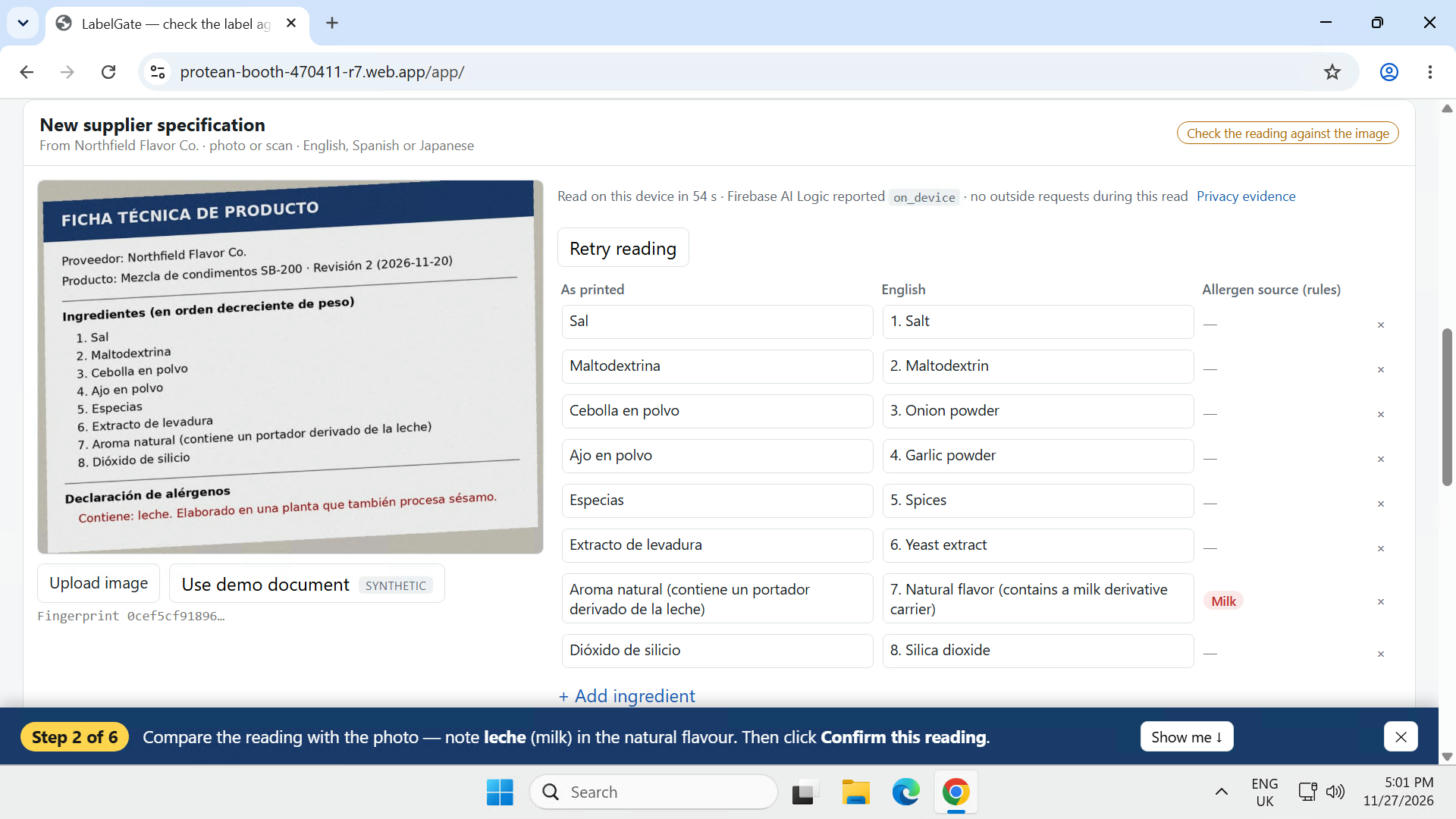 LabelGate — check the label ag
protean-booth-470411-r7.web.app/app/
New supplier specification
From Northfield Flavor Co. · photo or scan · English, Spanish or Japanese
Check the reading against the image
FICHA TÉCNICA DE PRODUCTO
Proveedor: Northfield Flavor Co.
Producto: Mezcla de condimentos SB-200 · Revisión 2 (2026-11-20)
Ingredientes (en orden decreciente de peso)
1. Sal
2. Maltodextrina
3. Cebolla en polvo
4. Ajo en polvo
5. Especias
6. Extracto de levadura
7. Aroma natural (contiene un portador derivado de la leche)
8. Dióxido de silicio
Declaración de alérgenos
Contiene: leche. Elaborado en una planta que también procesa sésamo.
Upload image
Use demo document SYNTHETIC
Fingerprint 0cef5cf91896…
Read on this device in 54 s · Firebase AI Logic reported on_device · no outside requests during this read Privacy evidence
Retry reading
As printed English Allergen source (rules)
Sal 1. Salt —
Maltodextrina 2. Maltodextrin —
Cebolla en polvo 3. Onion powder —
Ajo en polvo 4. Garlic powder —
Especias 5. Spices —
Extracto de levadura 6. Yeast extract —
Aroma natural (contiene un portador
derivado de la leche)
7. Natural flavor (contains a milk derivative
carrier)
Milk
Dióxido de silicio 8. Silica dioxide —
+ Add ingredient
Step 2 of 6 Compare the reading with the photo — note leche (milk) in the natural flavour. Then click Confirm this reading. Show me ↓
Search
ENG
UK
5:01 PM
11/27/2026